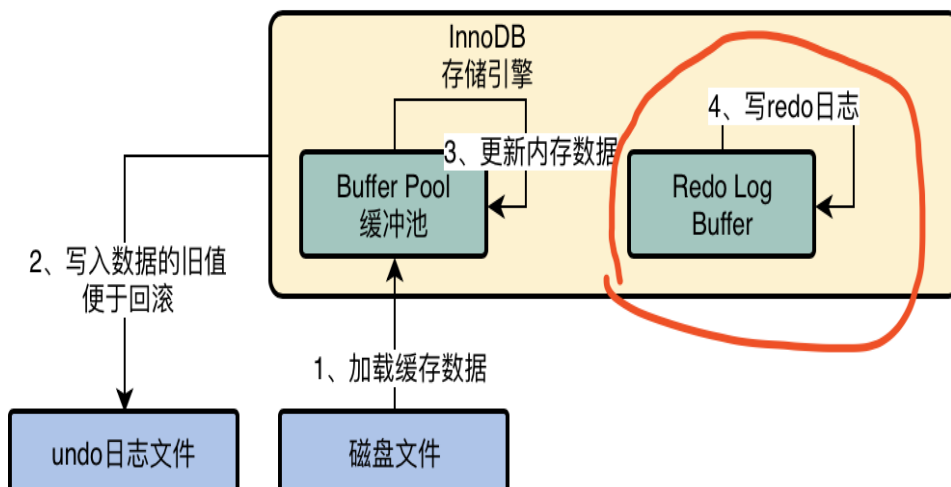 InnoDB
存储引擎
4、写redo日志
3、更新内存数据
Buffer Pool
缓冲池
Redo Log
Buffer
2、写入数据的旧值
便于回滚
1、加载缓存数据
undo日志文件
磁盘文件